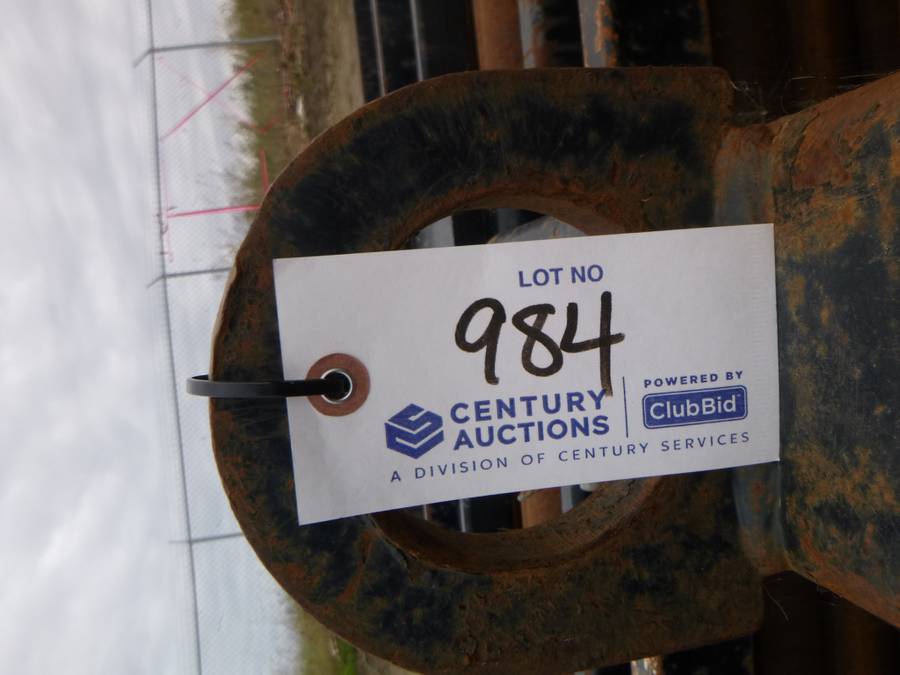 LOT NO
984
CENTURY AUCTIONS
POWERED BY
ClubBid
A DIVISION OF CENTURY SERVICES